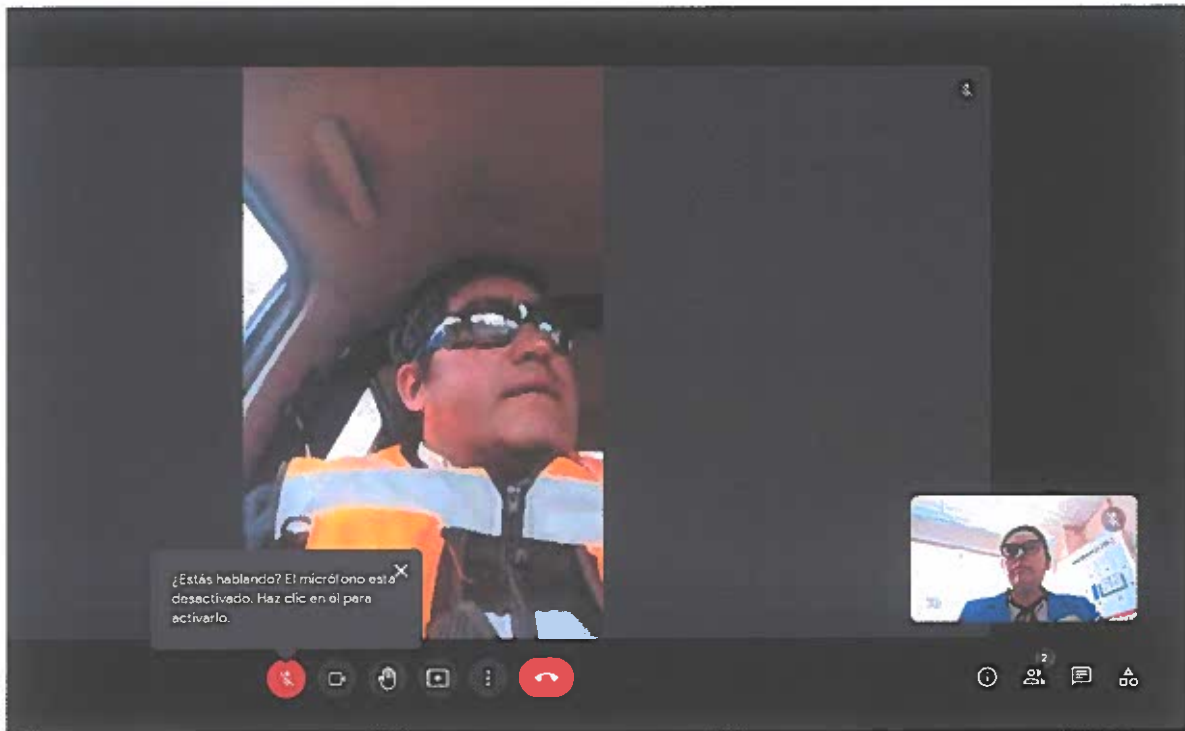 ¿Estás hablando? El micrófono está
desactivado. Haz clic en él para
activarlo.
2